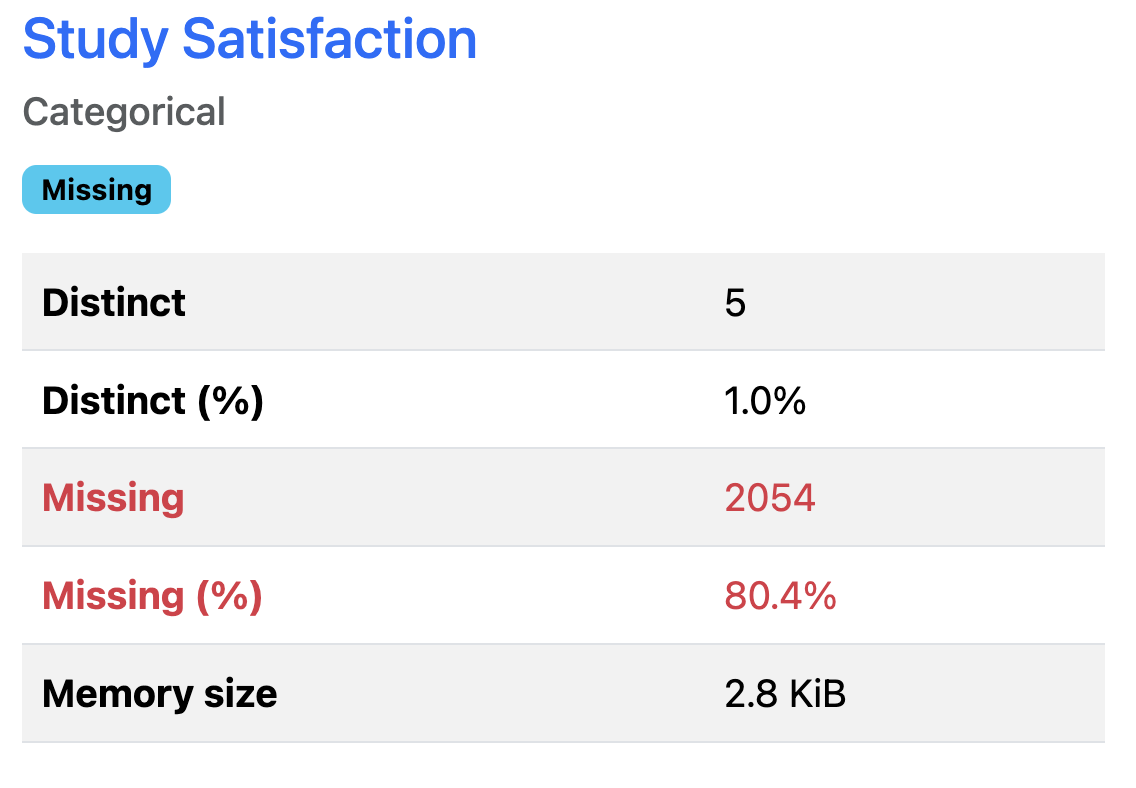 Study Satisfaction
Categorical
Missing
Distinct 5
Distinct (%) 1.0%
Missing 2054
Missing (%) 80.4%
Memory size 2.8 KiB